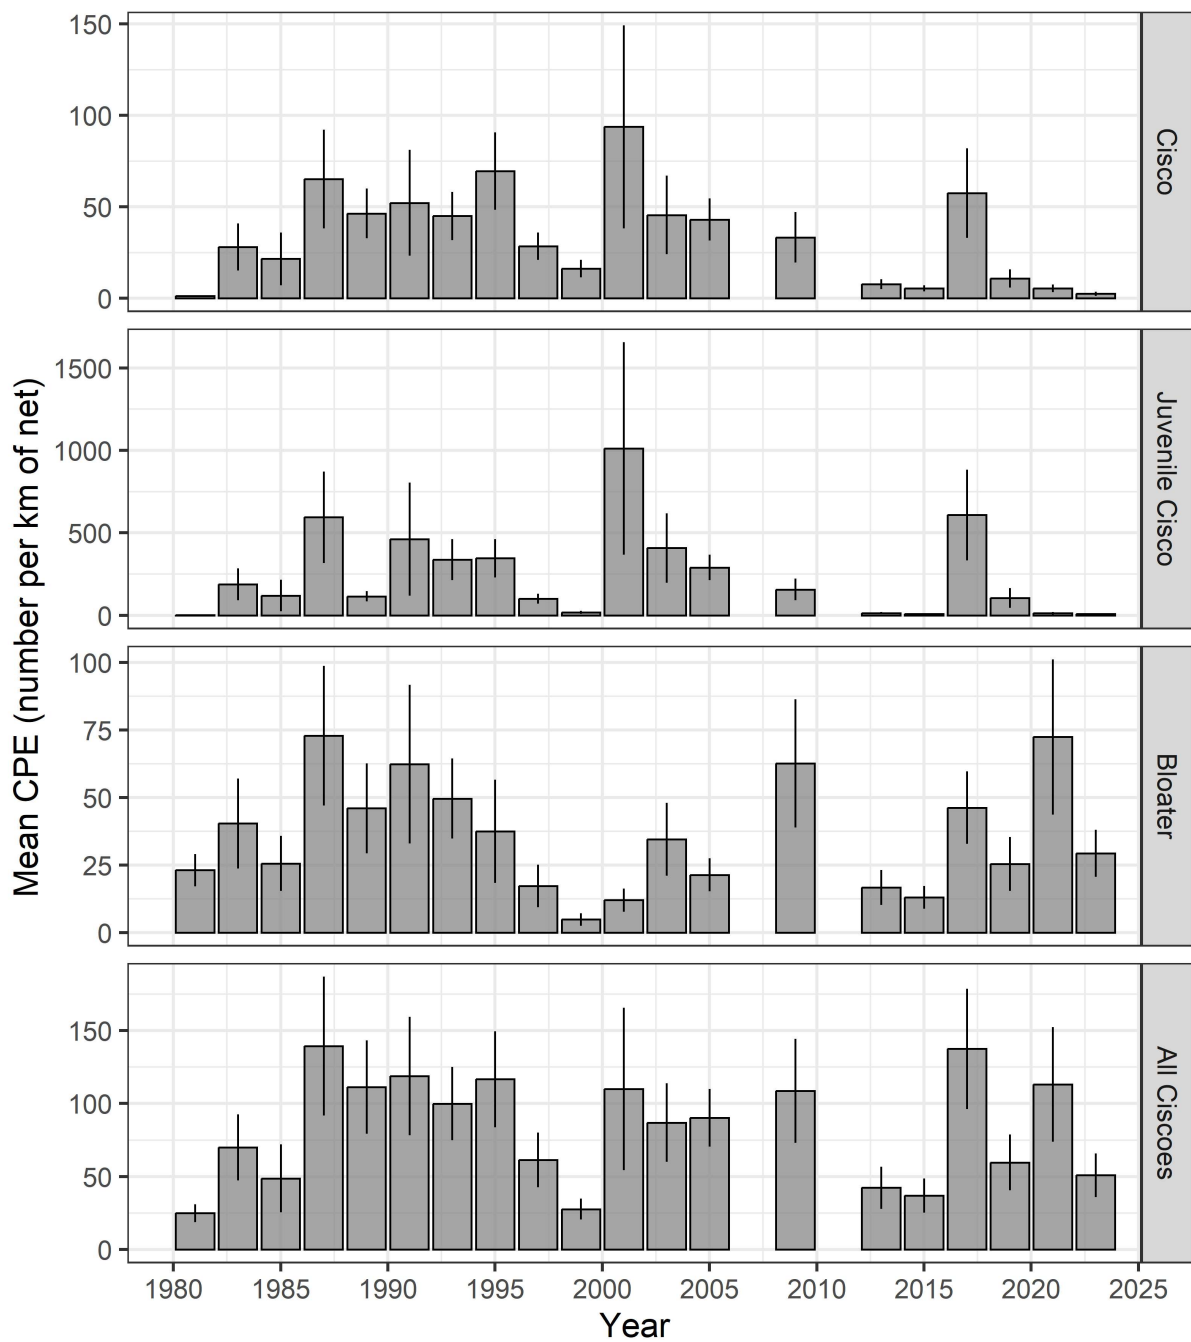 Mean CPE (number per km of net)
150
100
50
0
Cisco
1500
1000
500
0
Juvenile Cisco
100
75
50
25
0
Bloater
150
100
50
0
All Ciscoes
1980 1985 1990 1995 2000 2005 2010 2015 2020 2025
Year